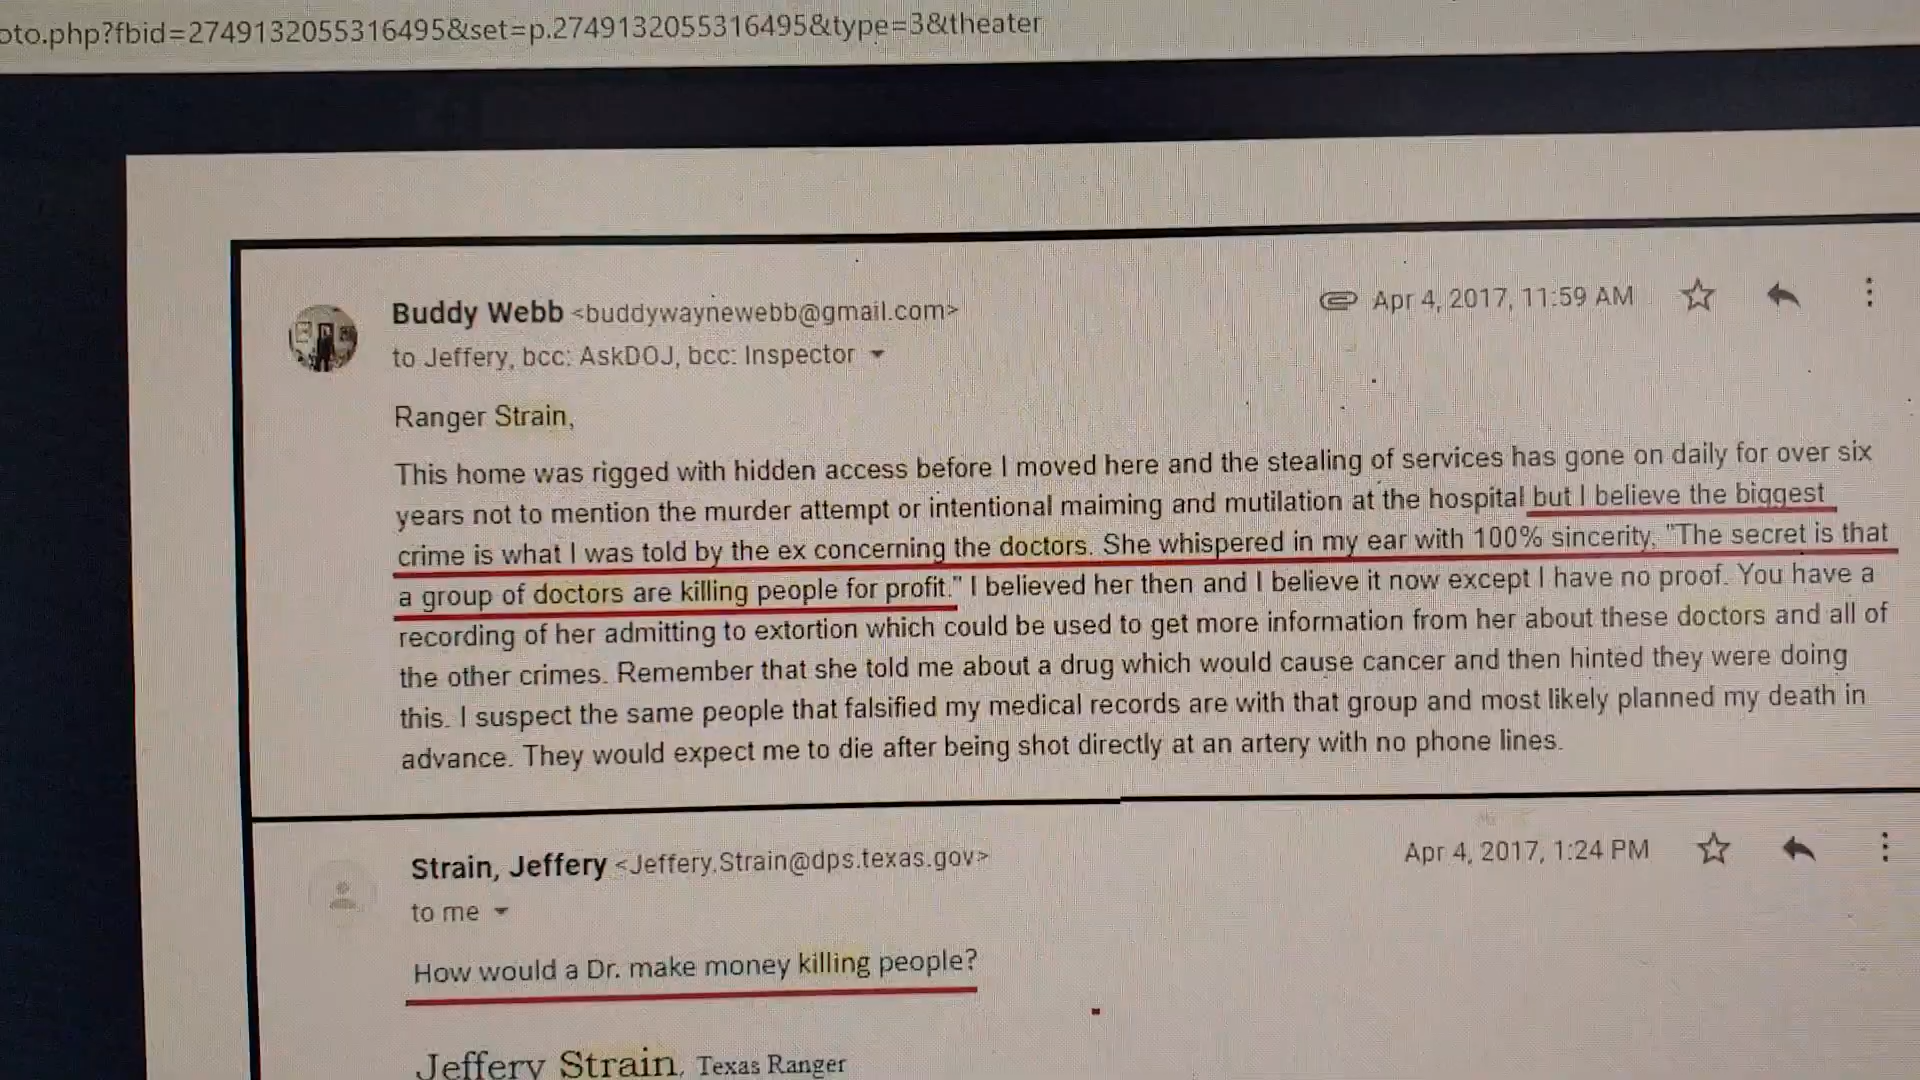 oto.php?fbid=2749132055316495&set=p.2749132055316495&type=3&theater
Buddy Webb <buddywaynewebb@gmail.com>
Apr 4, 2017, 11:59 AM
to Jeffery, bcc: AskDOJ, bcc: Inspector
Ranger Strain,
This home was rigged with hidden access before I moved here and the stealing of services has gone on daily for over six
years not to mention the murder attempt or intentional maiming and mutilation at the hospital but I believe the biggest
crime is what I was told by the ex concerning the doctors. She whispered in my ear with 100% sincerity, "The secret is that
a group of doctors are killing people for profit." I believed her then and I believe it now except I have no proof. You have a
recording of her admitting to extortion which could be used to get more information from her about these doctors and all of
the other crimes. Remember that she told me about a drug which would cause cancer and then hinted they were doing
this. I suspect the same people that falsified my medical records are with that group and most likely planned my death in
advance. They would expect me to die after being shot directly at an artery with no phone lines.
Strain, Jeffery <Jeffery.Strain@dps.texas.gov>
Apr 4, 2017, 1:24 PM
to me
How would a Dr. make money killing people?
Jeffery Strain, Texas Ranger